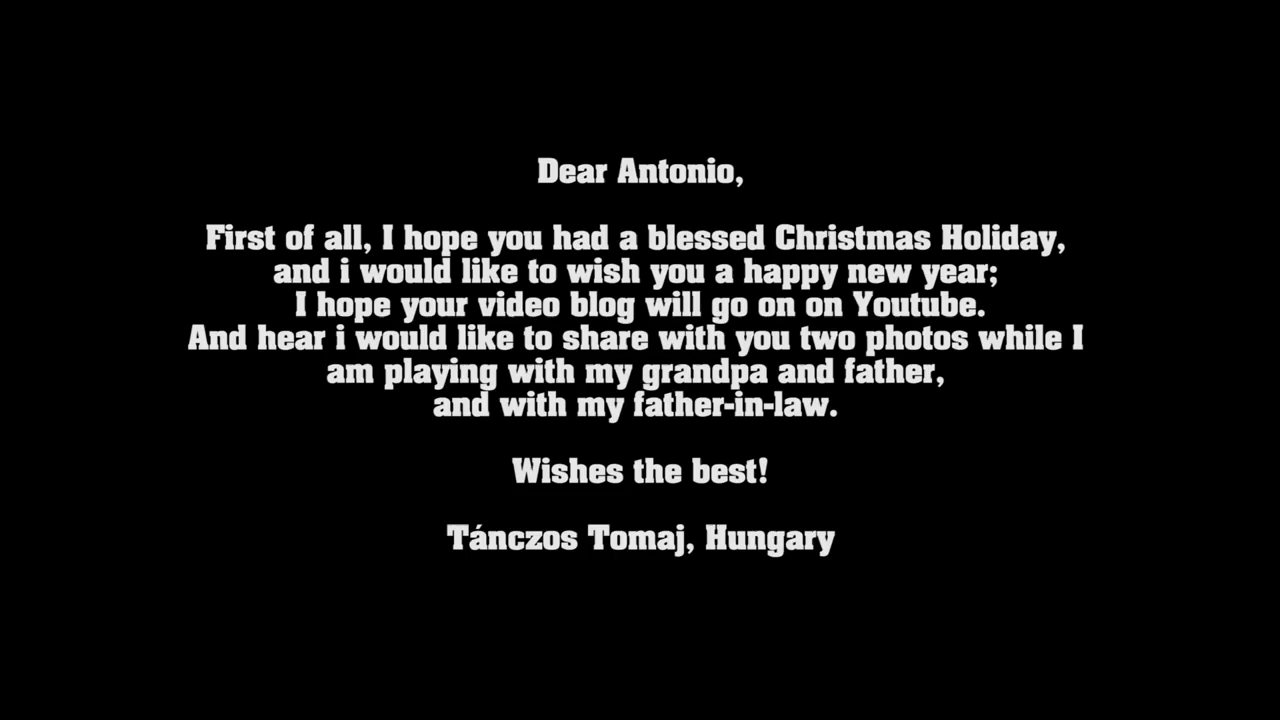 Dear Antonio,
First of all, I hope you had a blessed Christmas Holiday,
and i would like to wish you a happy new year;
I hope your video blog will go on on Youtube.
And hear i would like to share with you two photos while I
am playing with my grandpa and father,
and with my father-in-law.
Wishes the best!
Tánczos Tomaj, Hungary